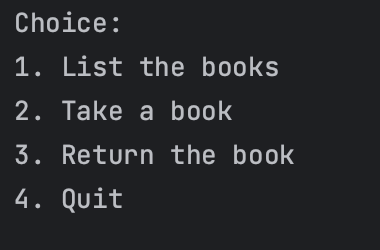 Choice:
1. List the books
2. Take a book
3. Return the book
4. Quit